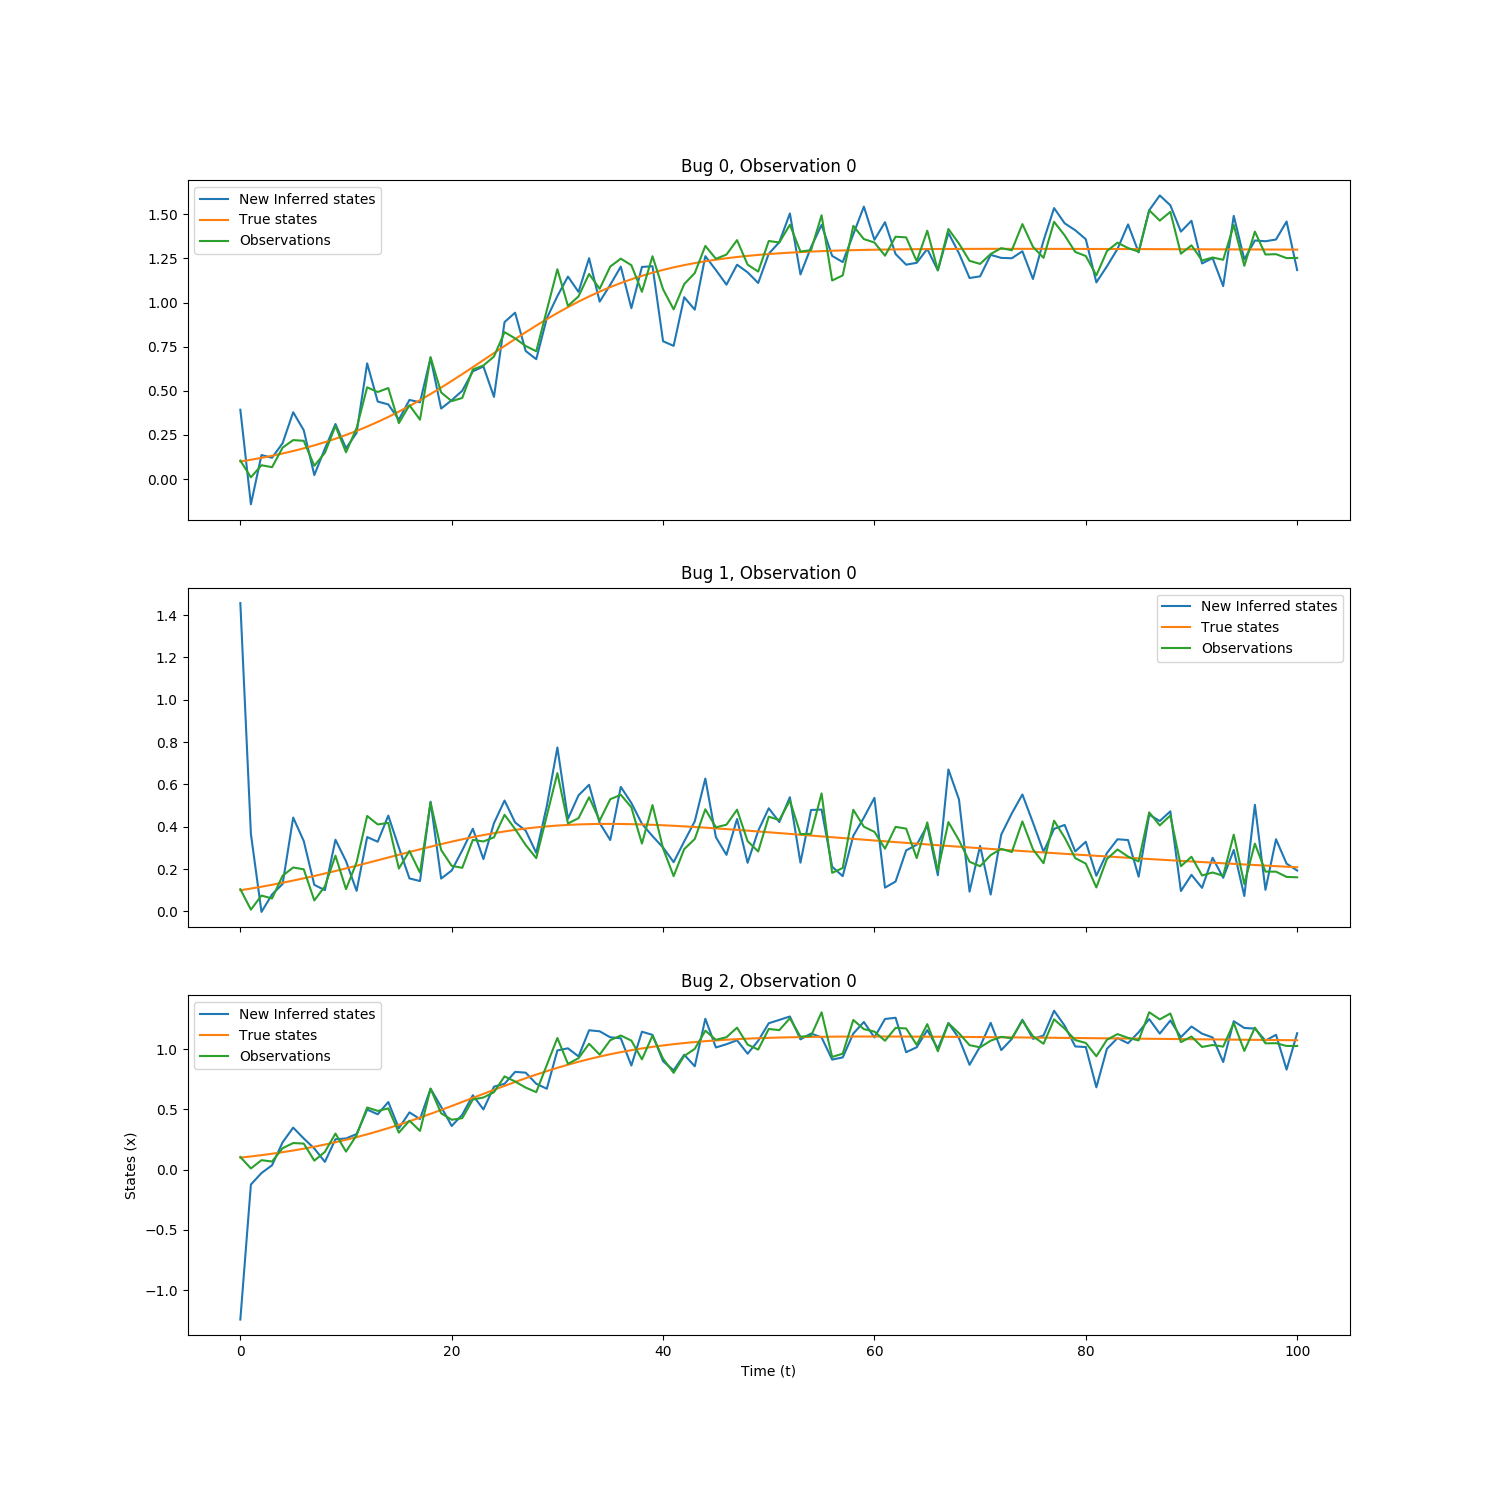 Bug 0, Observation 0
New Inferred states
True states
Observations
1.50
1.25
1.00
0.75
0.50
0.25
0.00
Bug 1, Observation 0
New Inferred states
True states
Observations
1.4
1.2
1.0
0.8
0.6
0.4
0.2
0.0
Bug 2, Observation 0
New Inferred states
True states
Observations
1.0
0.5
0.0
−0.5
−1.0
States (x)
0 20 40 60 80 100
Time (t)